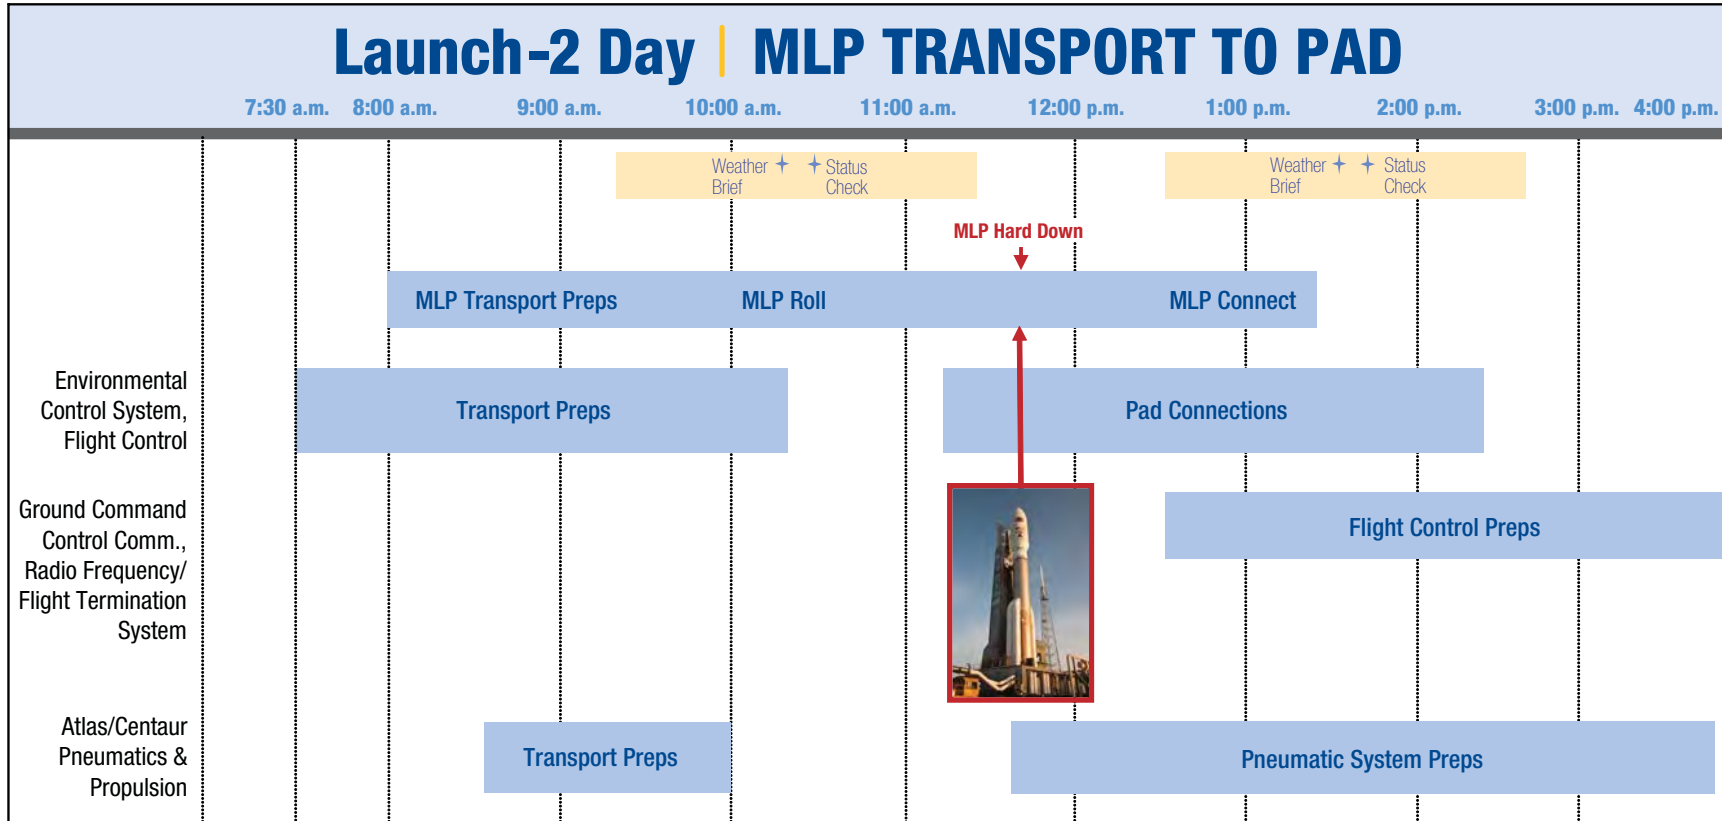 Launch-2 Day | MLP TRANSPORT TO PAD
7:30 a.m. 8:00 a.m. 9:00 a.m. 10:00 a.m. 11:00 a.m. 12:00 p.m. 1:00 p.m. 2:00 p.m. 3:00 p.m. 4:00 p.m.
Weather
Brief
Status
Check
Weather
Brief
Status
Check
MLP Hard Down
MLP Transport Preps
MLP Roll
MLP Connect
Environmental
Control System,
Flight Control
Transport Preps
Pad Connections
Ground Command
Control Comm.,
Radio Frequency/
Flight Termination
System
Flight Control Preps
Atlas/Centaur
Pneumatics &
Propulsion
Transport Preps
Pneumatic System Preps